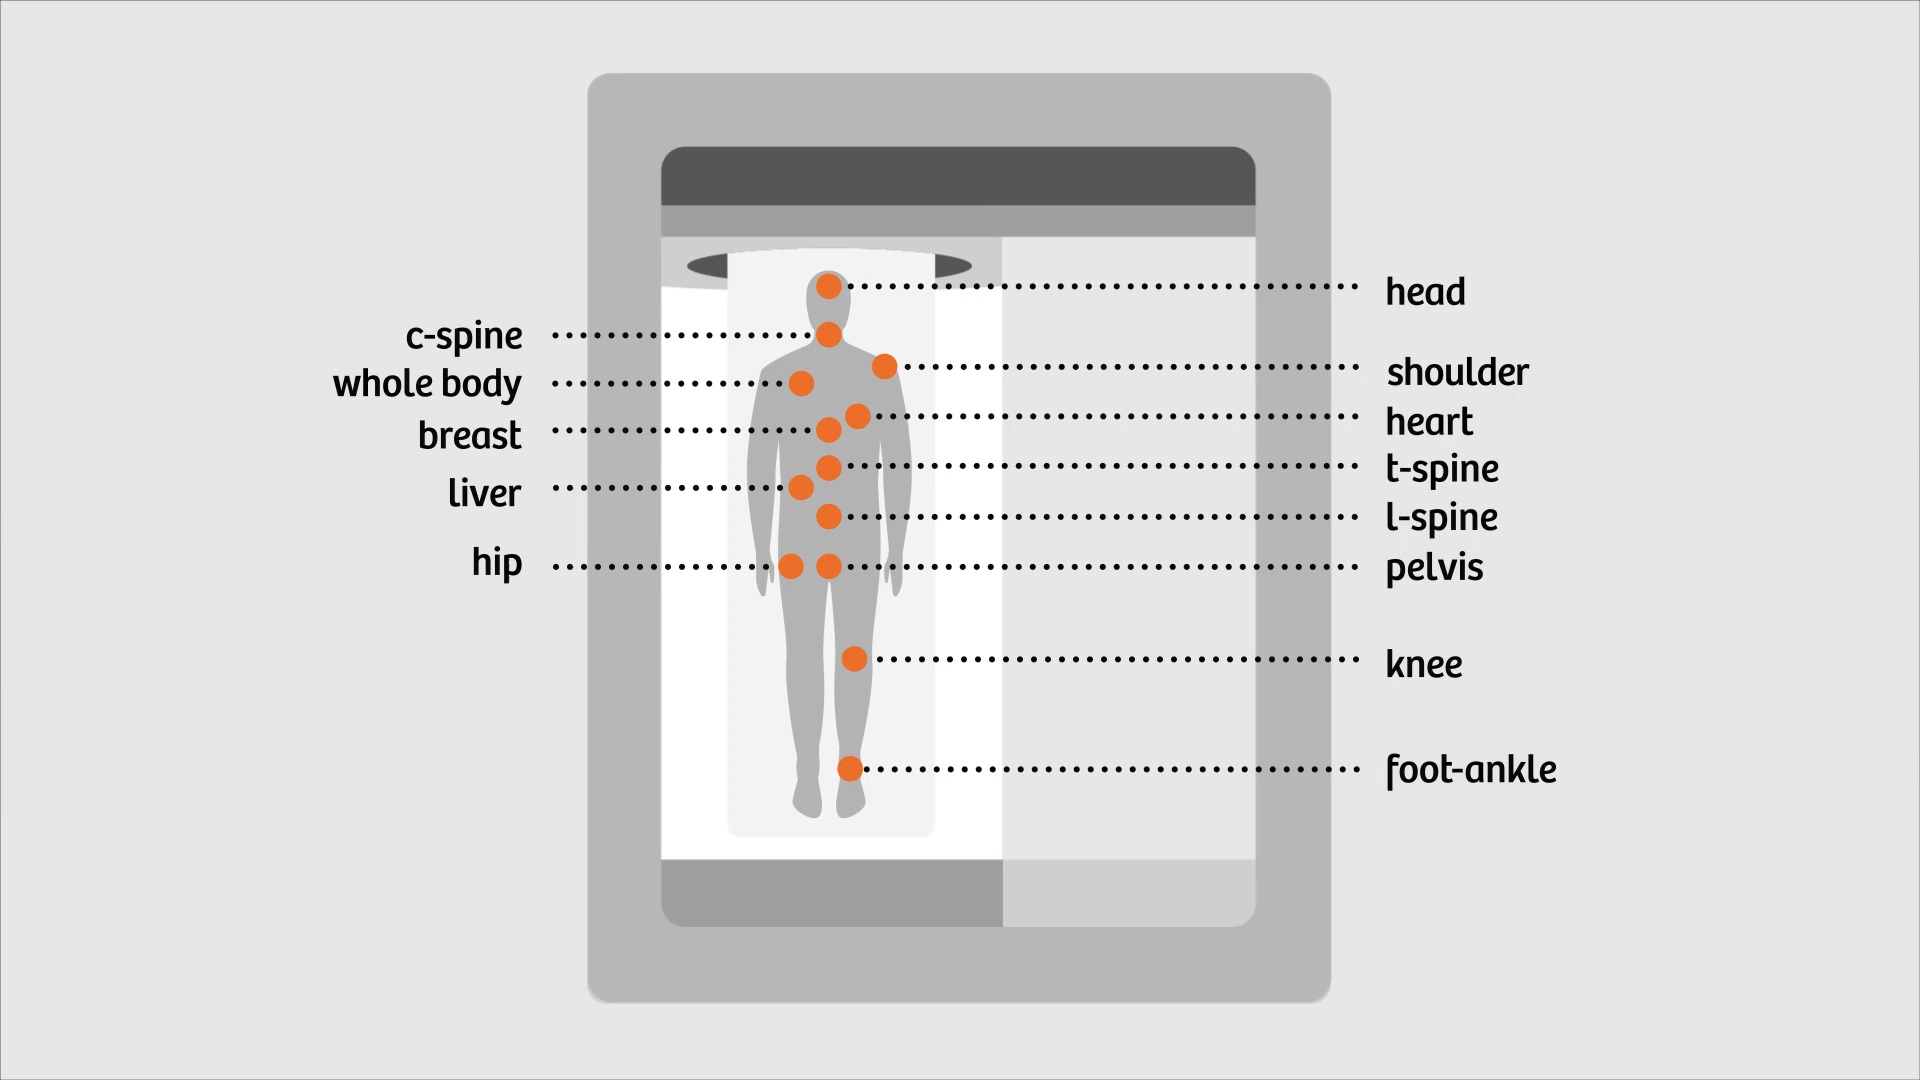 c-spine
whole body
breast
liver
hip
head
shoulder
heart
t-spine
l-spine
pelvis
knee
foot-ankle